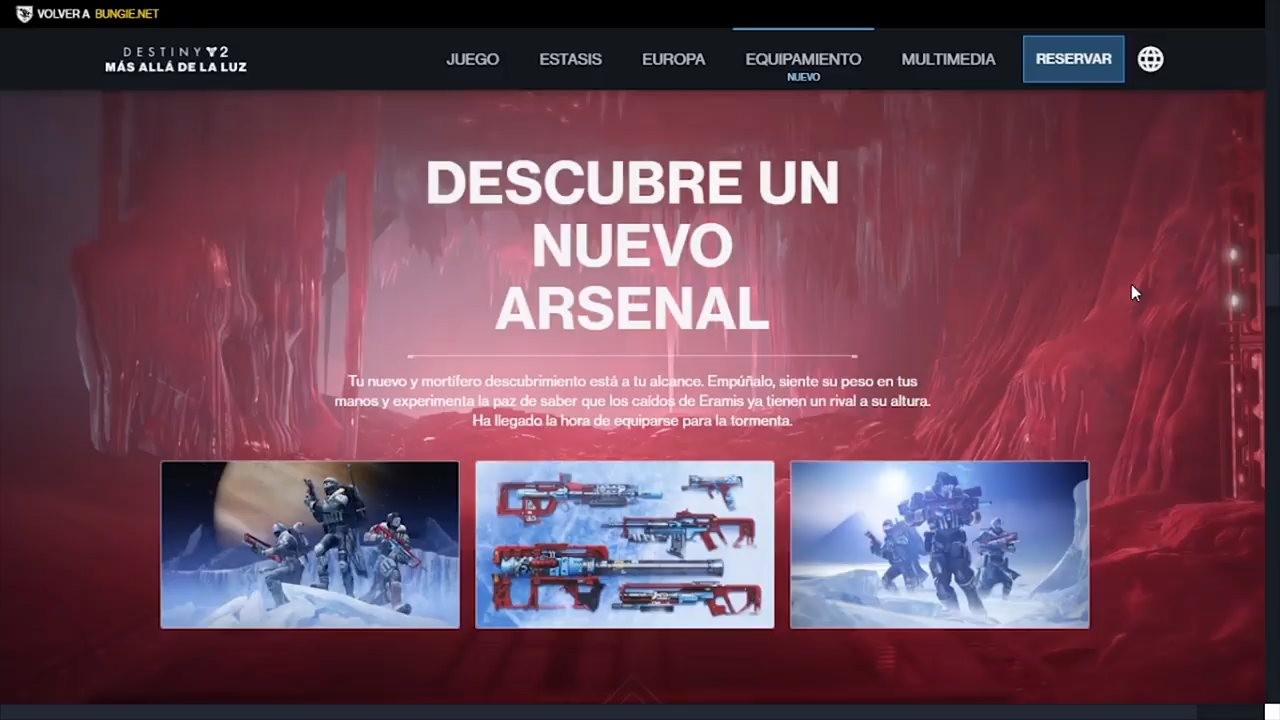 VOLVER A BUNGIE.NET
DESTINY 2
MÁS ALLÁ DE LA LUZ
JUEGO
ESTASIS
EUROPA
EQUIPAMIENTO
NUEVO
MULTIMEDIA
RESERVAR
DESCUBRE UN
NUEVO
ARSENAL
Tu nuevo y mortífero descubrimiento está a tu alcance. Empúñalo, siente su peso en tus
manos y experimenta la paz de saber que los caídos de Eramis ya tienen un rival a su altura.
Ha llegado la hora de equiparse para la tormenta.